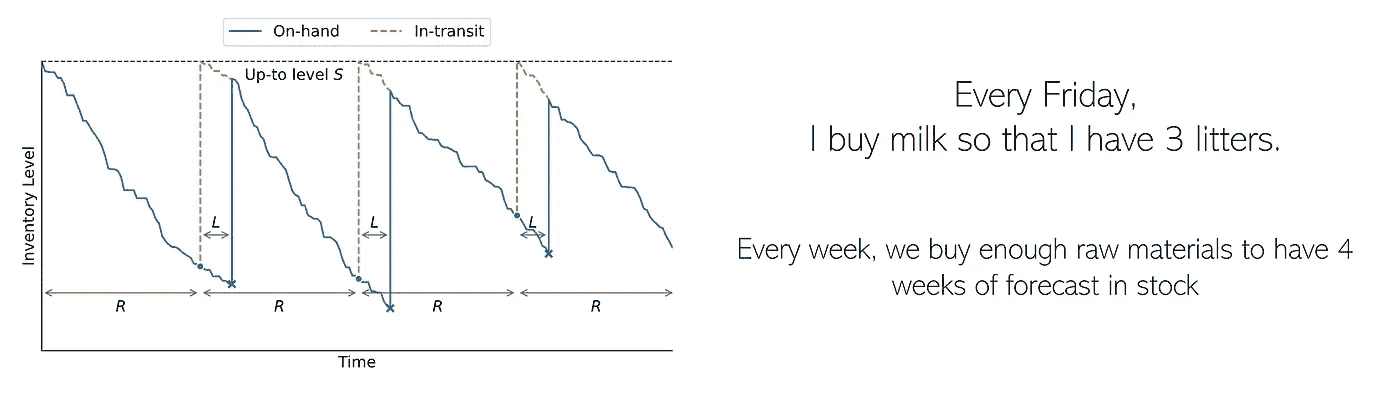 On-hand
In-transit
Up-to level S
Inventory Level
L
L
L
R
R
R
R
Time
Every Friday,
I buy milk so that I have 3 litters.
Every week, we buy enough raw materials to have 4
weeks of forecast in stock